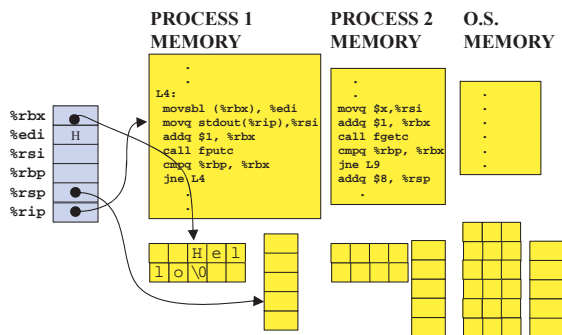 PROCESS 1 MEMORY
PROCESS 2 MEMORY
O.S. MEMORY
%rbx
%edi H
%rsi
%rbp
%rsp
%rip
.
.
L4:
movsbl (%rbx), %edi
movq stdout(%rip),%rsi
addq $1, %rbx
call fputc
cmpq %rbp, %rbx
jne L4
.
.
.
.
movq $x,%rsi
addq $1, %rbx
call fgetc
cmpq %rbp, %rbx
jne L9
addq $8, %rsp
.
.
.
.
.
.
.
H e l
l o \0